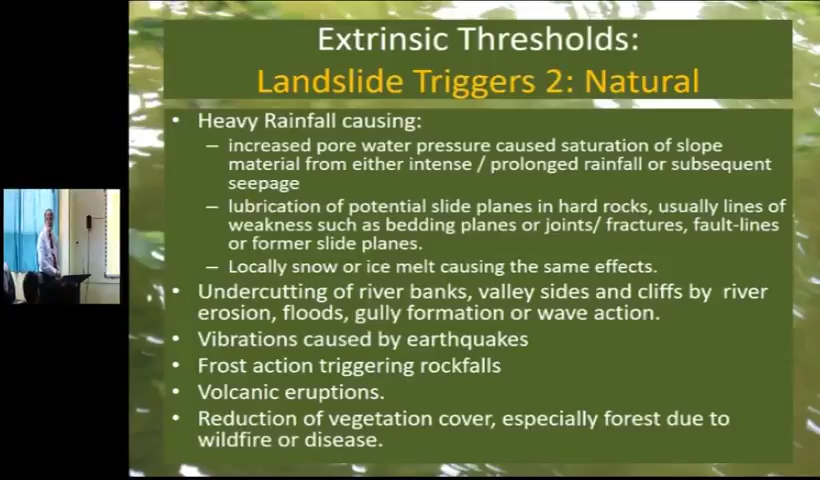 Extrinsic Thresholds:
Landslide Triggers 2: Natural
• Heavy Rainfall causing:
– increased pore water pressure caused saturation of slope
material from either intense / prolonged rainfall or subsequent
seepage
– lubrication of potential slide planes in hard rocks, usually lines of
weakness such as bedding planes or joints/ fractures, fault-lines
or former slide planes.
– Locally snow or ice melt causing the same effects.
• Undercutting of river banks, valley sides and cliffs by river
erosion, floods, gully formation or wave action.
• Vibrations caused by earthquakes
• Frost action triggering rockfalls
• Volcanic eruptions.
• Reduction of vegetation cover, especially forest due to
wildfire or disease.